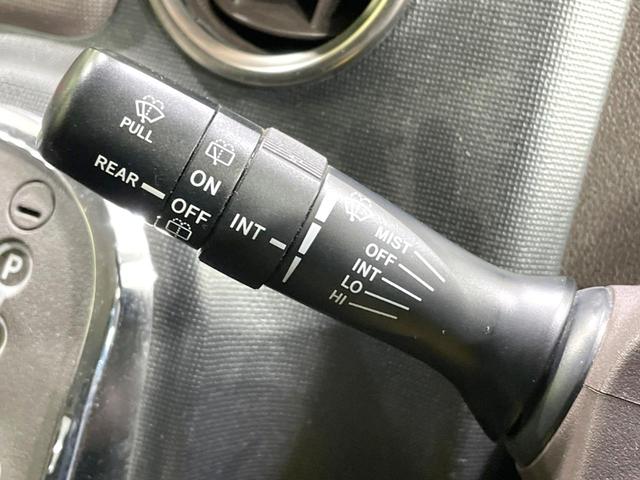 PULL
REAR
ON
OFF
INT
MIST
OFF
INT
LO
HI
P